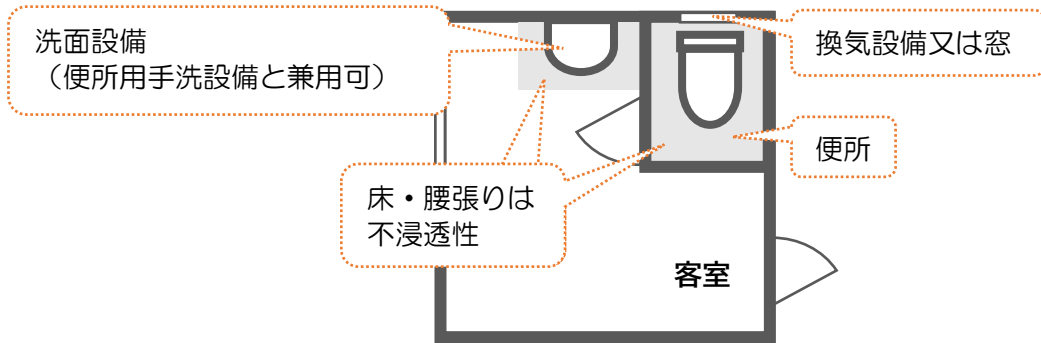 洗面設備
（便所用手洗設備と兼用可）
換気設備又は窓
便所
床・腰張りは
不浸透性
客室